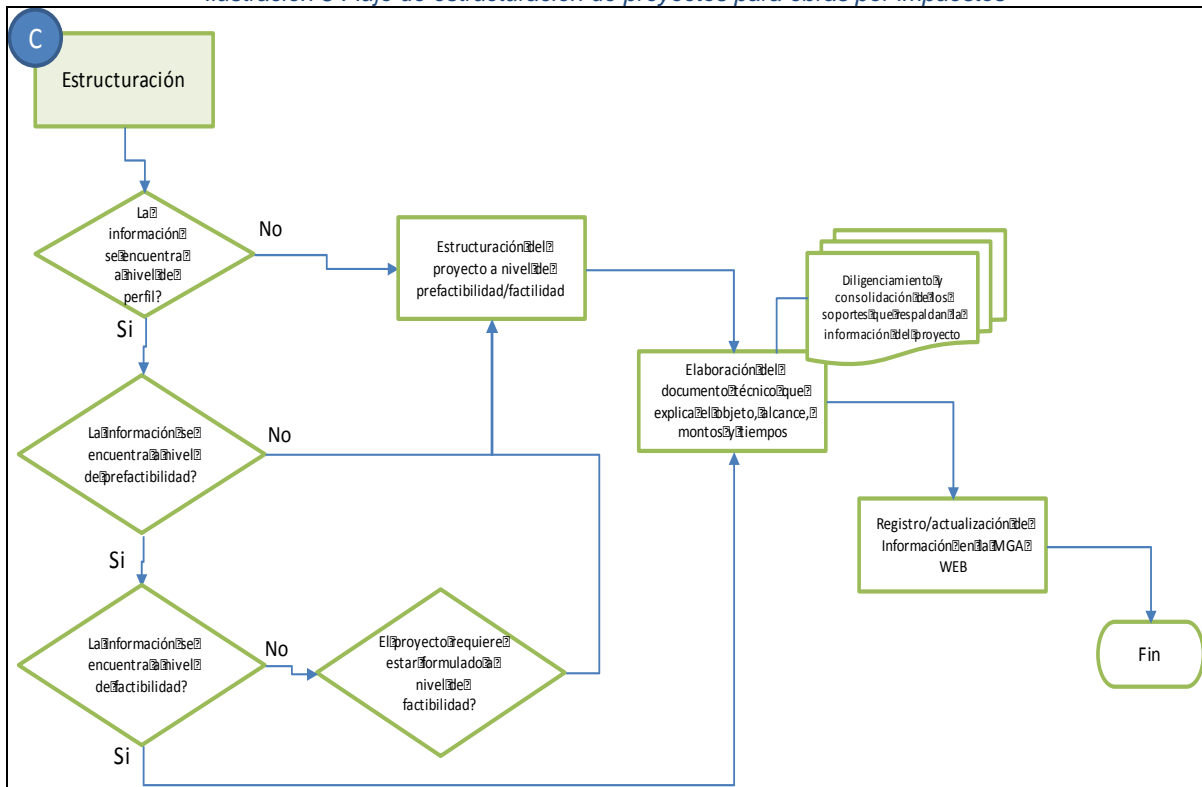 Ilustración 3 Flujo de estructuración de proyectos para obras por impuestos
C
Estructuración
La
información
se encuentra
a nivel de
perfil?
No
Si
Estructuración del
proyecto a nivel de
prefactibilidad/factilidad
Diligenciamiento y
consolidación de los
soportes que respaldan la
información del proyecto
Elaboración del
documento técnico que
explica el objeto, alcance,
montos y tiempos
La información se
encuentra a nivel
de prefactibilidad?
No
Si
Registro/actualización de
Información en la MGA
WEB
La información se
encuentra a nivel
de factibilidad?
No
Si
El proyecto requiere
estar formulado a
nivel de
factibilidad?
Fin